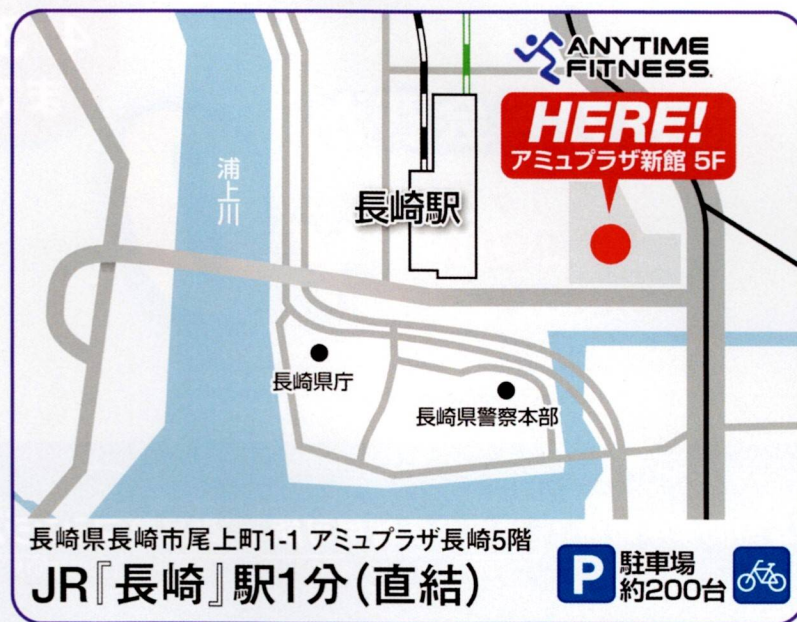 ANYTIME
FITNESS.
HERE!
アミュプラザ新館 5F
浦上川
長崎駅
長崎県庁
長崎県警察本部
長崎県長崎市尾上町1-1 アミュプラザ長崎5階
JR『長崎』駅1分(直結)
P
駐車場
約200台